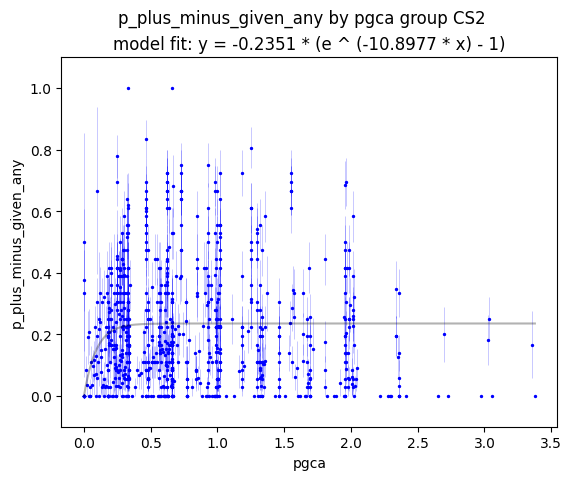 p_plus_minus_given_any by pgca group CS2
model fit: y = -0.2351 * (e ^ (-10.8977 * x) - 1)
p_plus_minus_given_any
1.0
0.8
0.6
0.4
0.2
0.0
0.0 0.5 1.0 1.5 2.0 2.5 3.0 3.5
pgca